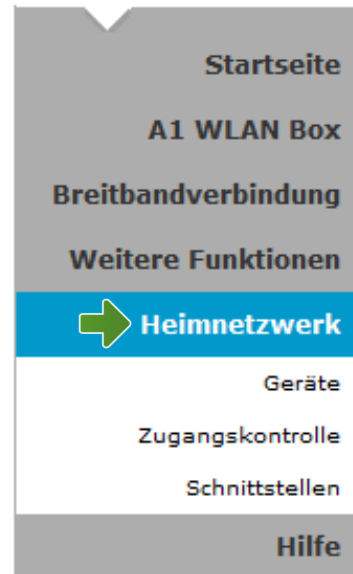 Startseite
A1 WLAN Box
Breitbandverbindung
Weitere Funktionen
Heimnetzwerk
Geräte
Zugangskontrolle
Schnittstellen
Hilfe